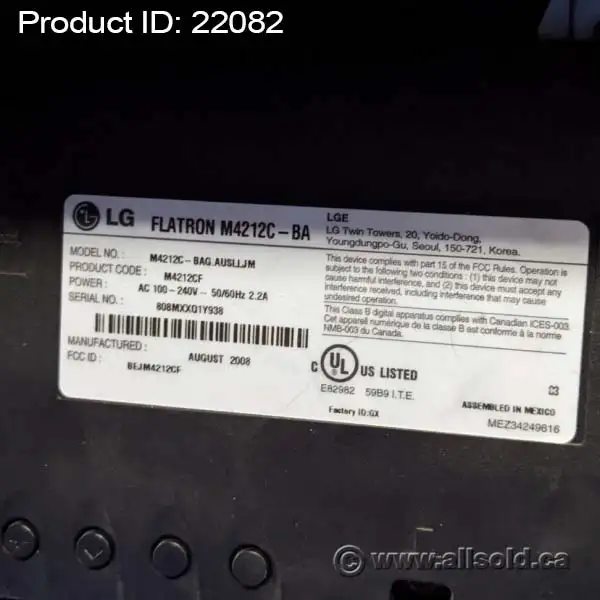 Product ID: 22082
LG FLATRON M4212C-BA
MODEL NO. : M4212C-BAG.AUSLLJM
PRODUCT CODE : M4212CF
POWER : AC 100-240V ~ 50/60Hz 2.2A
SERIAL NO. : 808MXXQ1Y938
MANUFACTURED : AUGUST 2008
FCC ID : BEJM4212CF
LGE
LG Twin Towers, 20, Yoido-Dong,
Youngdungpo-Gu, Seoul, 150-721, Korea.
This device complies with part 15 of the FCC Rules. Operation is
subject to the following two conditions : (1) this device may not
cause harmful interference, and (2) this device must accept any
interference received, including interference that may cause
undesired operation.
This Class B digital apparatus complies with Canadian ICES-003.
Cet appareil numérique de la classe B est conforme à la norme
NMB-003 du Canada.
C UL US LISTED
E82982 59B9 I.T.E.
Factory ID:GX
03
ASSEMBLED IN MEXICO
MEZ34249616
www.allsold.ca